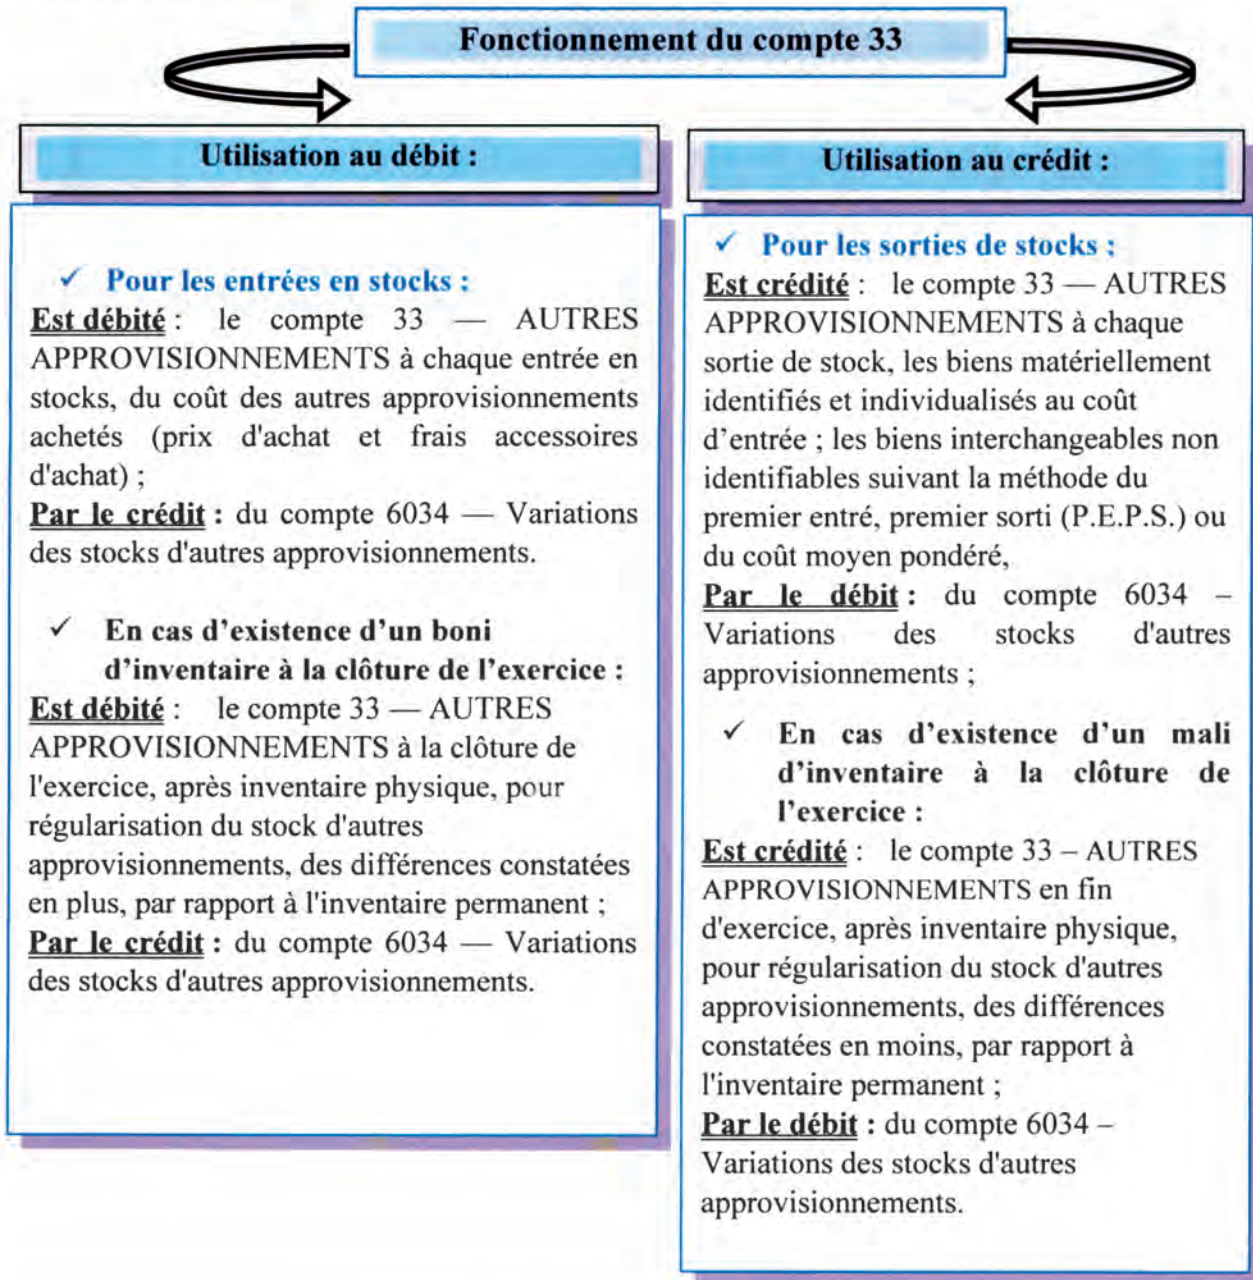 Fonctionnement du compte 33
Utilisation au débit :
✓ Pour les entrées en stocks :
Est débité : le compte 33 — AUTRES
APPROVISIONNEMENTS à chaque entrée en
stocks, du coût des autres approvisionnements
achetés (prix d'achat et frais accessoires
d'achat) ;
Par le crédit : du compte 6034 — Variations
des stocks d'autres approvisionnements.
✓ En cas d'existence d'un boni
d'inventaire à la clôture de l'exercice :
Est débité : le compte 33 — AUTRES
APPROVISIONNEMENTS à la clôture de
l'exercice, après inventaire physique, pour
régularisation du stock d'autres
approvisionnements, des différences constatées
en plus, par rapport à l'inventaire permanent ;
Par le crédit : du compte 6034 — Variations
des stocks d'autres approvisionnements.
Utilisation au crédit :
✓ Pour les sorties de stocks :
Est crédité : le compte 33 — AUTRES
APPROVISIONNEMENTS à chaque
sortie de stock, les biens matériellement
identifiés et individualisés au coût
d'entrée ; les biens interchangeables non
identifiables suivant la méthode du
premier entré, premier sorti (P.E.P.S.) ou
du coût moyen pondéré,
Par le débit : du compte 6034 –
Variations des stocks d'autres
approvisionnements ;
✓ En cas d'existence d'un mali
d'inventaire à la clôture de
l'exercice :
Est crédité : le compte 33 – AUTRES
APPROVISIONNEMENTS en fin
d'exercice, après inventaire physique,
pour régularisation du stock d'autres
approvisionnements, des différences
constatées en moins, par rapport à
l'inventaire permanent ;
Par le débit : du compte 6034 –
Variations des stocks d'autres
approvisionnements.